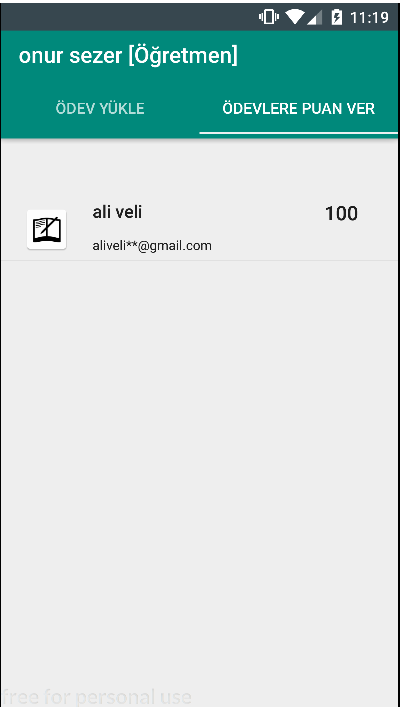 11:19
onur sezer [Öğretmen]
ÖDEV YÜKLE ÖDEVLERE PUAN VER
ali veli 100
aliveli**@gmail.com
free for personal use